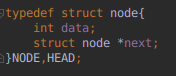 typedef struct node{
    int data;
    struct node *next;
}NODE,HEAD;